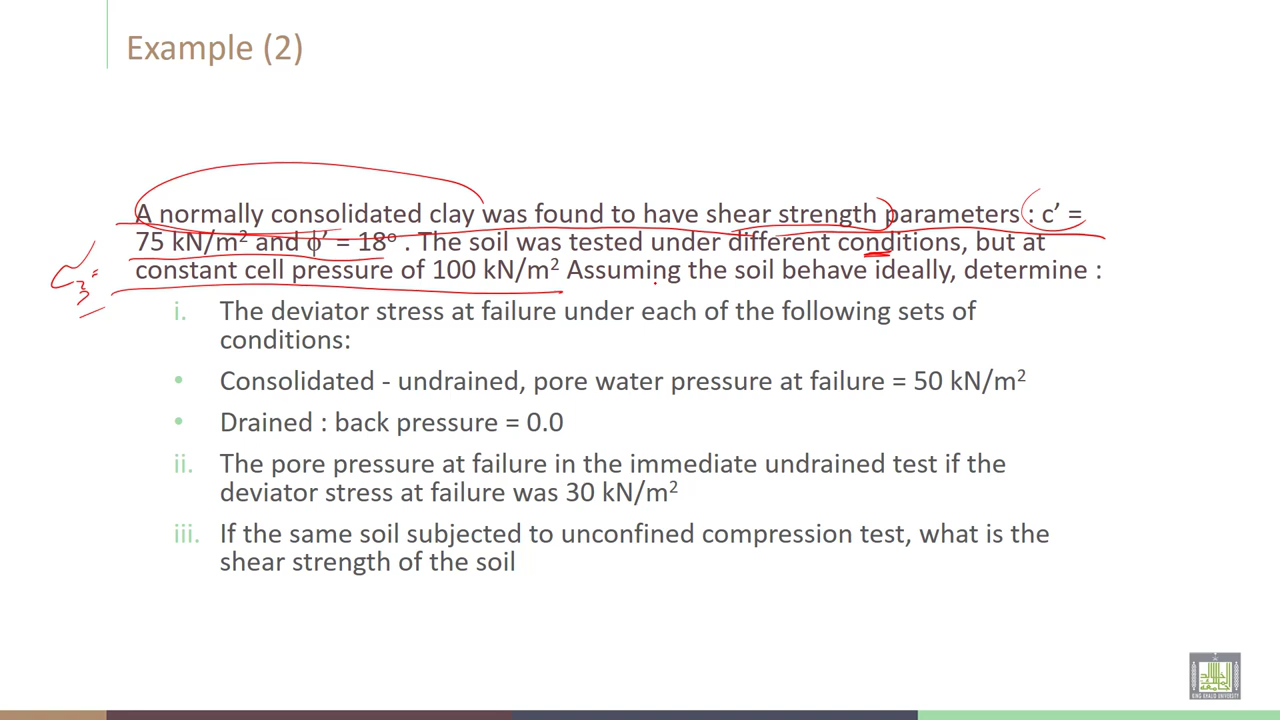 Example (2)
A normally consolidated clay was found to have shear strength parameters : c’ =
75 kN/m² and ϕ’ = 18º . The soil was tested under different conditions, but at
constant cell pressure of 100 kN/m² Assuming the soil behave ideally, determine :
σ₃ =
i. The deviator stress at failure under each of the following sets of
conditions:
• Consolidated - undrained, pore water pressure at failure = 50 kN/m²
• Drained : back pressure = 0.0
ii. The pore pressure at failure in the immediate undrained test if the
deviator stress at failure was 30 kN/m²
iii. If the same soil subjected to unconfined compression test, what is the
shear strength of the soil
KING KHALID UNIVERSITY